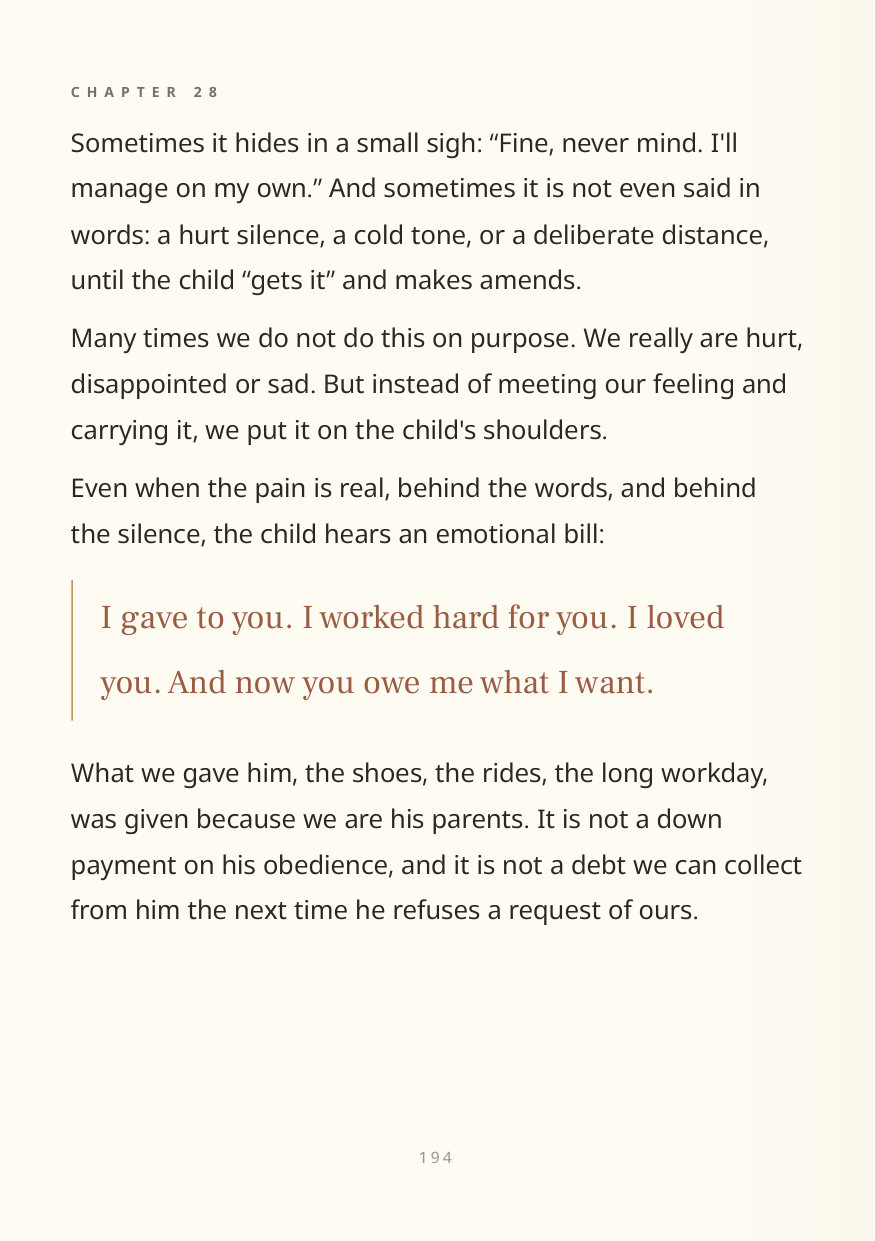 CHAPTER 28
Sometimes it hides in a small sigh: “Fine, never mind. I'll
manage on my own.” And sometimes it is not even said in
words: a hurt silence, a cold tone, or a deliberate distance,
until the child “gets it” and makes amends.
Many times we do not do this on purpose. We really are hurt,
disappointed or sad. But instead of meeting our feeling and
carrying it, we put it on the child's shoulders.
Even when the pain is real, behind the words, and behind
the silence, the child hears an emotional bill:
I gave to you. I worked hard for you. I loved
you. And now you owe me what I want.
What we gave him, the shoes, the rides, the long workday,
was given because we are his parents. It is not a down
payment on his obedience, and it is not a debt we can collect
from him the next time he refuses a request of ours.
194